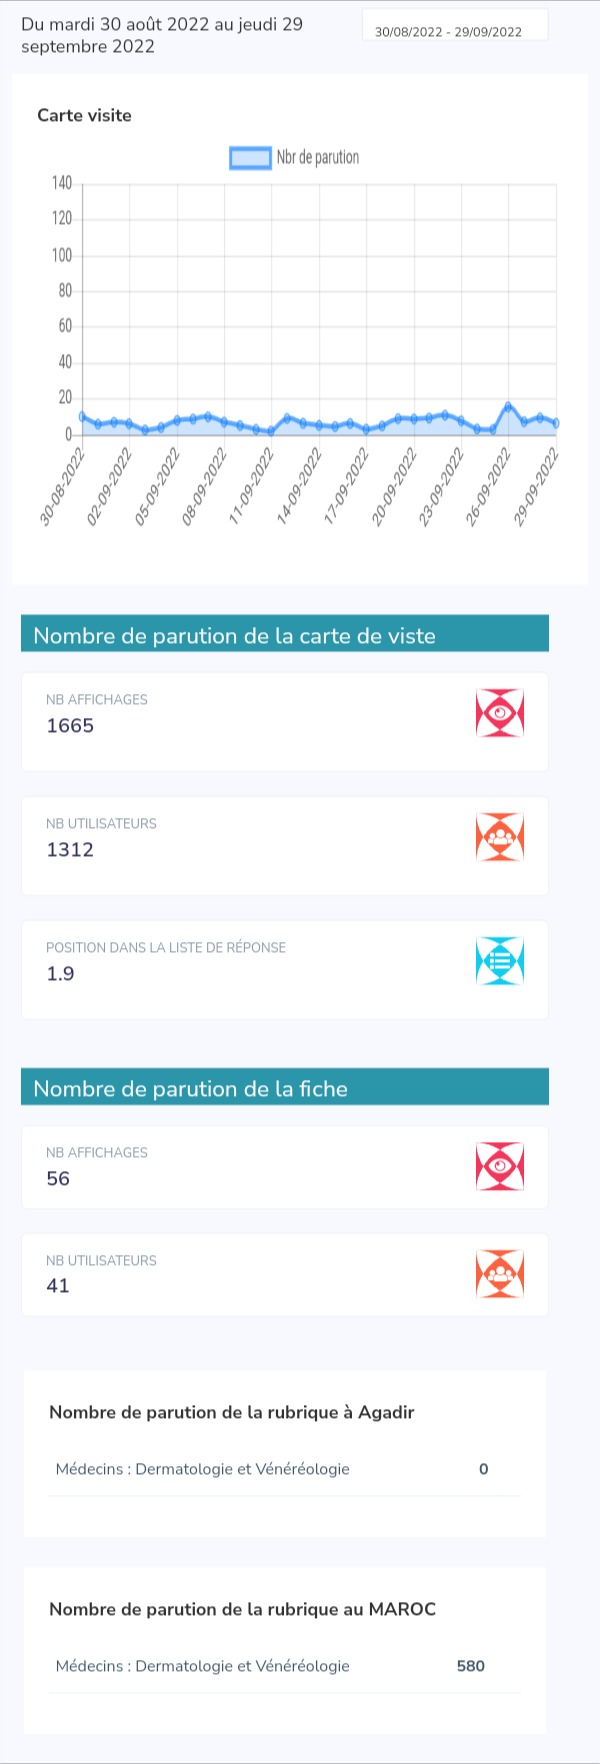 Du mardi 30 août 2022 au jeudi 29
septembre 2022
30/08/2022 - 29/09/2022
Carte visite
Nbr de parution
140
120
100
80
60
40
20
0
30-08-2022
02-09-2022
05-09-2022
08-09-2022
11-09-2022
14-09-2022
17-09-2022
20-09-2022
23-09-2022
26-09-2022
29-09-2022
Nombre de parution de la carte de viste
NB AFFICHAGES
1665
NB UTILISATEURS
1312
POSITION DANS LA LISTE DE RÉPONSE
1.9
Nombre de parution de la fiche
NB AFFICHAGES
56
NB UTILISATEURS
41
Nombre de parution de la rubrique à Agadir
Médecins : Dermatologie et Vénéréologie 0
Nombre de parution de la rubrique au MAROC
Médecins : Dermatologie et Vénéréologie 580